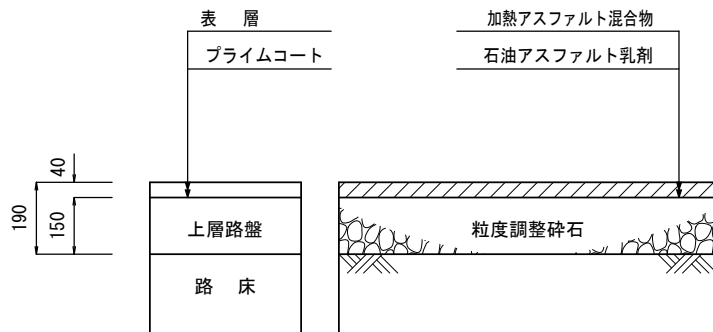 表　層
加熱アスファルト混合物
プライムコート
石油アスファルト乳剤
40
190
150
上層路盤
粒度調整砕石
路　床